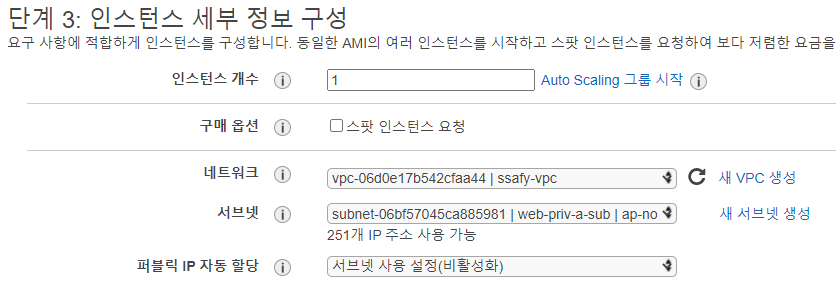 단계 3: 인스턴스 세부 정보 구성
요구 사항에 적합하게 인스턴스를 구성합니다. 동일한 AMI의 여러 인스턴스를 시작하고 스팟 인스턴스를 요청하여 보다 저렴한 요금을
인스턴스 개수 1 Auto Scaling 그룹 시작
구매 옵션 스팟 인스턴스 요청
네트워크 vpc-06d0e17b542cfaa44 | ssafy-vpc 새 VPC 생성
서브넷 subnet-06bf57045ca885981 | web-priv-a-sub | ap-no 새 서브넷 생성
251개 IP 주소 사용 가능
퍼블릭 IP 자동 할당 서브넷 사용 설정(비활성화)